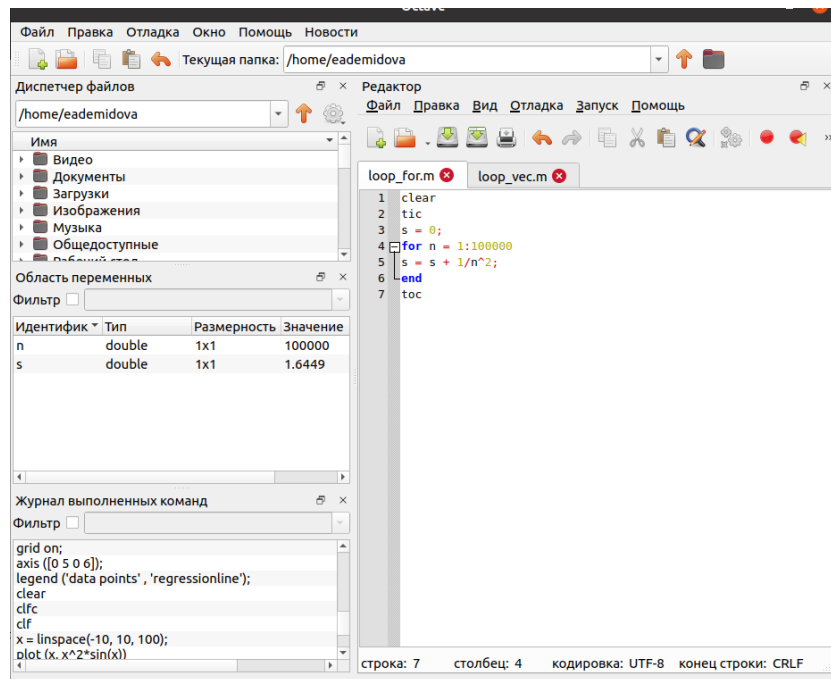 Octave
Файл Правка Отладка Окно Помощь Новости
Текущая папка: /home/eademidova
Диспетчер файлов
/home/eademidova
Имя
Видео
Документы
Загрузки
Изображения
Музыка
Общедоступные
Рабочий стол
Область переменных
Фильтр
Идентифик Тип Размерность Значение
n double 1x1 100000
s double 1x1 1.6449
Журнал выполненных команд
Фильтр
grid on;
axis ([0 5 0 6]);
legend ('data points' , 'regressionline');
clear
clfc
clf
x = linspace(-10, 10, 100);
plot (x, x^2*sin(x))
Редактор
Файл Правка Вид Отладка Запуск Помощь
loop_for.m loop_vec.m
1 clear
2 tic
3 s = 0;
4 for n = 1:100000
5 s = s + 1/n^2;
6 end
7 toc
строка: 7 столбец: 4 кодировка: UTF-8 конец строки: CRLF